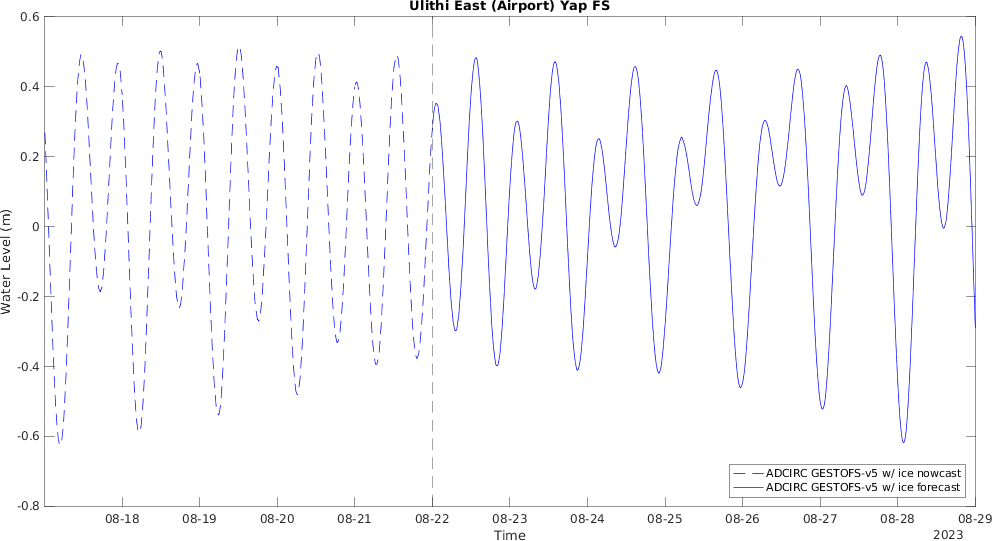 Ulithi East (Airport) Yap FS
0.6
0.4
0.2
0
-0.2
-0.4
-0.6
-0.8
Water Level (m)
ADCIRC GESTOFS-v5 w/ ice nowcast
ADCIRC GESTOFS-v5 w/ ice forecast
08-18 08-19 08-20 08-21 08-22 08-23 08-24 08-25 08-26 08-27 08-28 08-29
Time
2023